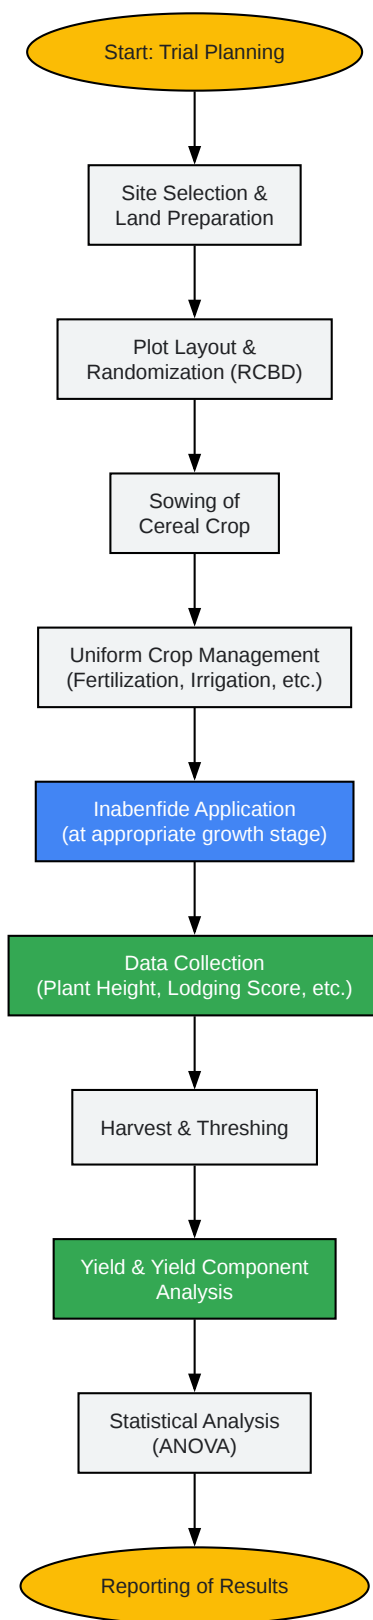 Start: Trial Planning
Site Selection &
Land Preparation
Plot Layout &
Randomization (RCBD)
Sowing of
Cereal Crop
Uniform Crop Management
(Fertilization, Irrigation, etc.)
Inabenfide Application
(at appropriate growth stage)
Data Collection
(Plant Height, Lodging Score, etc.)
Harvest & Threshing
Yield & Yield Component
Analysis
Statistical Analysis
(ANOVA)
Reporting of Results